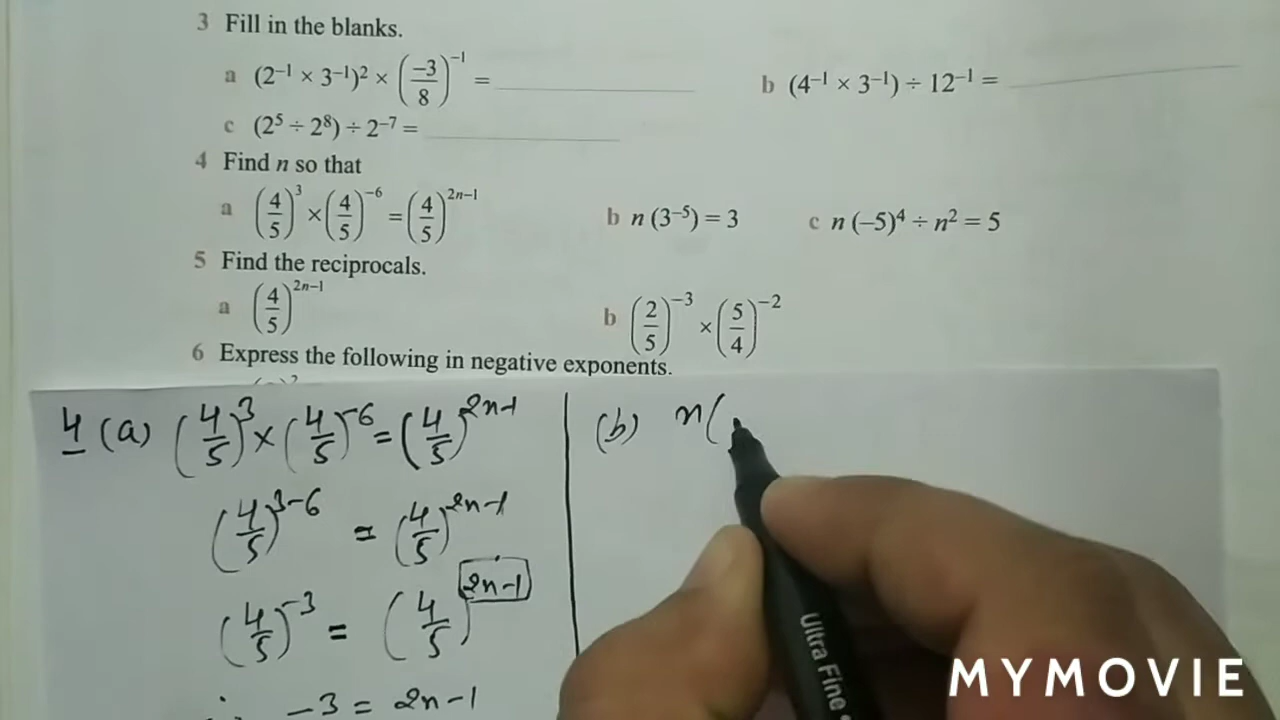 3 Fill in the blanks.
a (2⁻¹ × 3⁻¹)² × (−3/8)⁻¹ = ________
b (4⁻¹ × 3⁻¹) ÷ 12⁻¹ = ________
c (2⁵ ÷ 2⁸) ÷ 2⁻⁷ = ________
4 Find n so that
a (4/5)³ × (4/5)⁻⁶ = (4/5)²ⁿ⁻¹
b n (3⁻⁵) = 3
c n (−5)⁴ ÷ n² = 5
5 Find the reciprocals.
a (4/5)²ⁿ⁻¹
b (2/5)⁻³ × (5/4)⁻²
6 Express the following in negative exponents.
4 (a) (4/5)³ × (4/5)⁻⁶ = (4/5)²ⁿ⁻¹
(4/5)³⁻⁶ = (4/5)²ⁿ⁻¹
(4/5)⁻³ = (4/5)²ⁿ⁻¹
∴ −3 = 2n−1
(b) n(
Ultra Fine
MYMOVIE